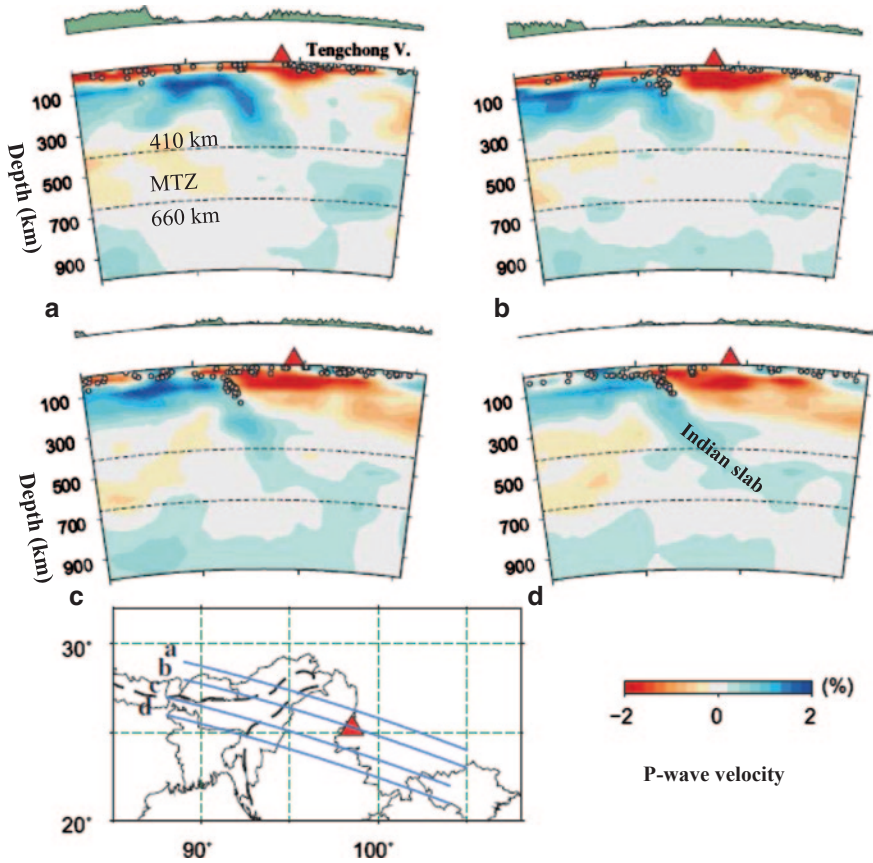 Tengchong V.
Depth (km)
100
300
500
700
900
410 km
MTZ
660 km
a
100
300
500
700
900
b
Depth (km)
100
300
500
700
900
c
100
300
500
700
900
Indian slab
d
30°
20°
90°
100°
a
b
c
d
−2
0
2
(%)
P-wave velocity